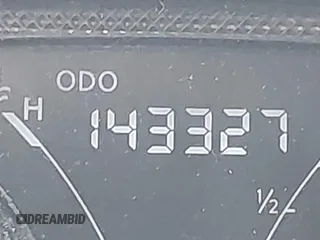 ODO
H 143327
1/2
DREAMBID